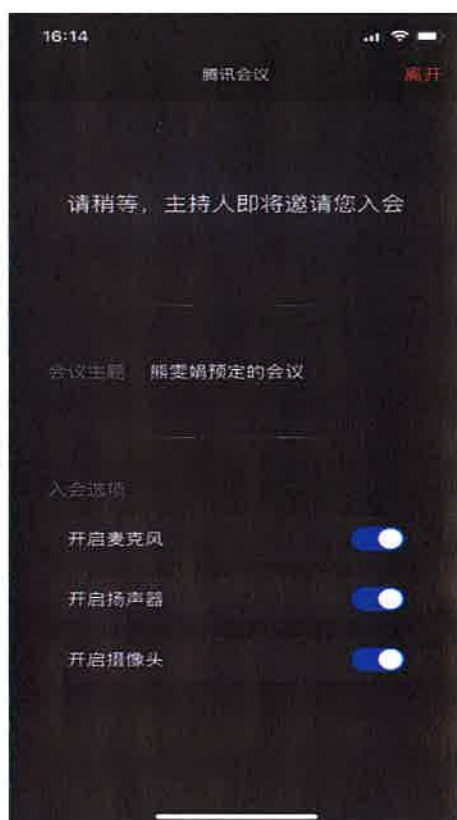 16:14
腾讯会议 离开
请稍等，主持人即将邀请您入会
会议主题 熊雯娟预定的会议
入会选项
开启麦克风
开启扬声器
开启摄像头